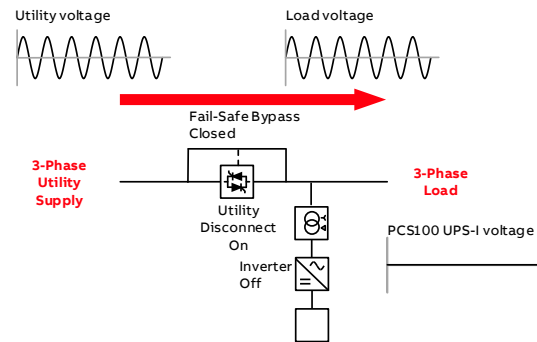 Utility voltage
Load voltage
Fail-Safe Bypass
Closed
3-Phase
Utility
Supply
3-Phase
Load
Utility
Disconnect
On
PCS100 UPS-I voltage
Inverter
Off